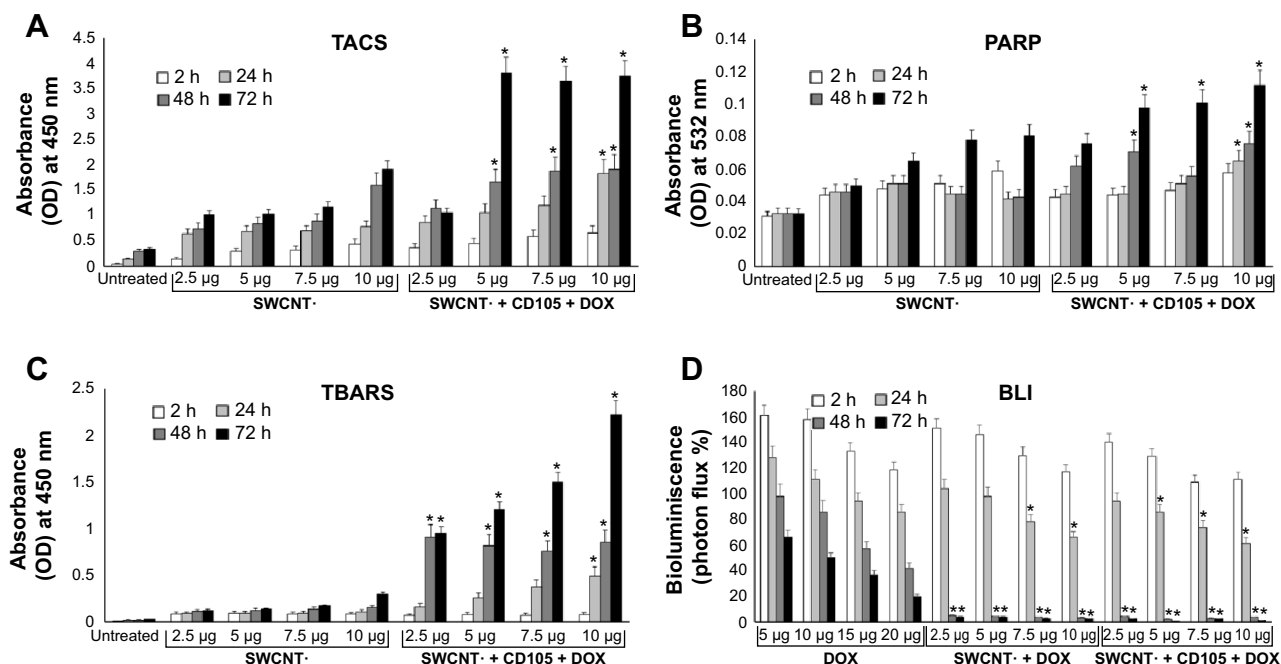 A
TACS
4.5
4
3.5
3
2.5
2
1.5
1
0.5
0
Absorbance
(OD) at 450 nm
2 h 24 h
48 h 72 h
* * *
* * * *
Untreated 2.5 µg 5 µg 7.5 µg 10 µg 2.5 µg 5 µg 7.5 µg 10 µg
SWCNT· SWCNT· + CD105 + DOX
B
PARP
0.14
0.12
0.1
0.08
0.06
0.04
0.02
0
Absorbance
(OD) at 532 nm
2 h 24 h
48 h 72 h
* * *
* * *
Untreated 2.5 µg 5 µg 7.5 µg 10 µg 2.5 µg 5 µg 7.5 µg 10 µg
SWCNT· SWCNT· + CD105 + DOX
C
TBARS
2.5
2
1.5
1
0.5
0
Absorbance
(OD) at 450 nm
2 h 24 h
48 h 72 h
* * * * * * * * *
Untreated 2.5 µg 5 µg 7.5 µg 10 µg 2.5 µg 5 µg 7.5 µg 10 µg
SWCNT· SWCNT· + CD105 + DOX
D
BLI
180
160
140
120
100
80
60
40
20
0
Bioluminiscence
(photon flux %)
2 h 24 h
48 h 72 h
* * * * *
** ** ** ** ** ** ** **
5 µg 10 µg 15 µg 20 µg 2.5 µg 5 µg 7.5 µg 10 µg 2.5 µg 5 µg 7.5 µg 10 µg
DOX SWCNT· + DOX SWCNT· + CD105 + DOX